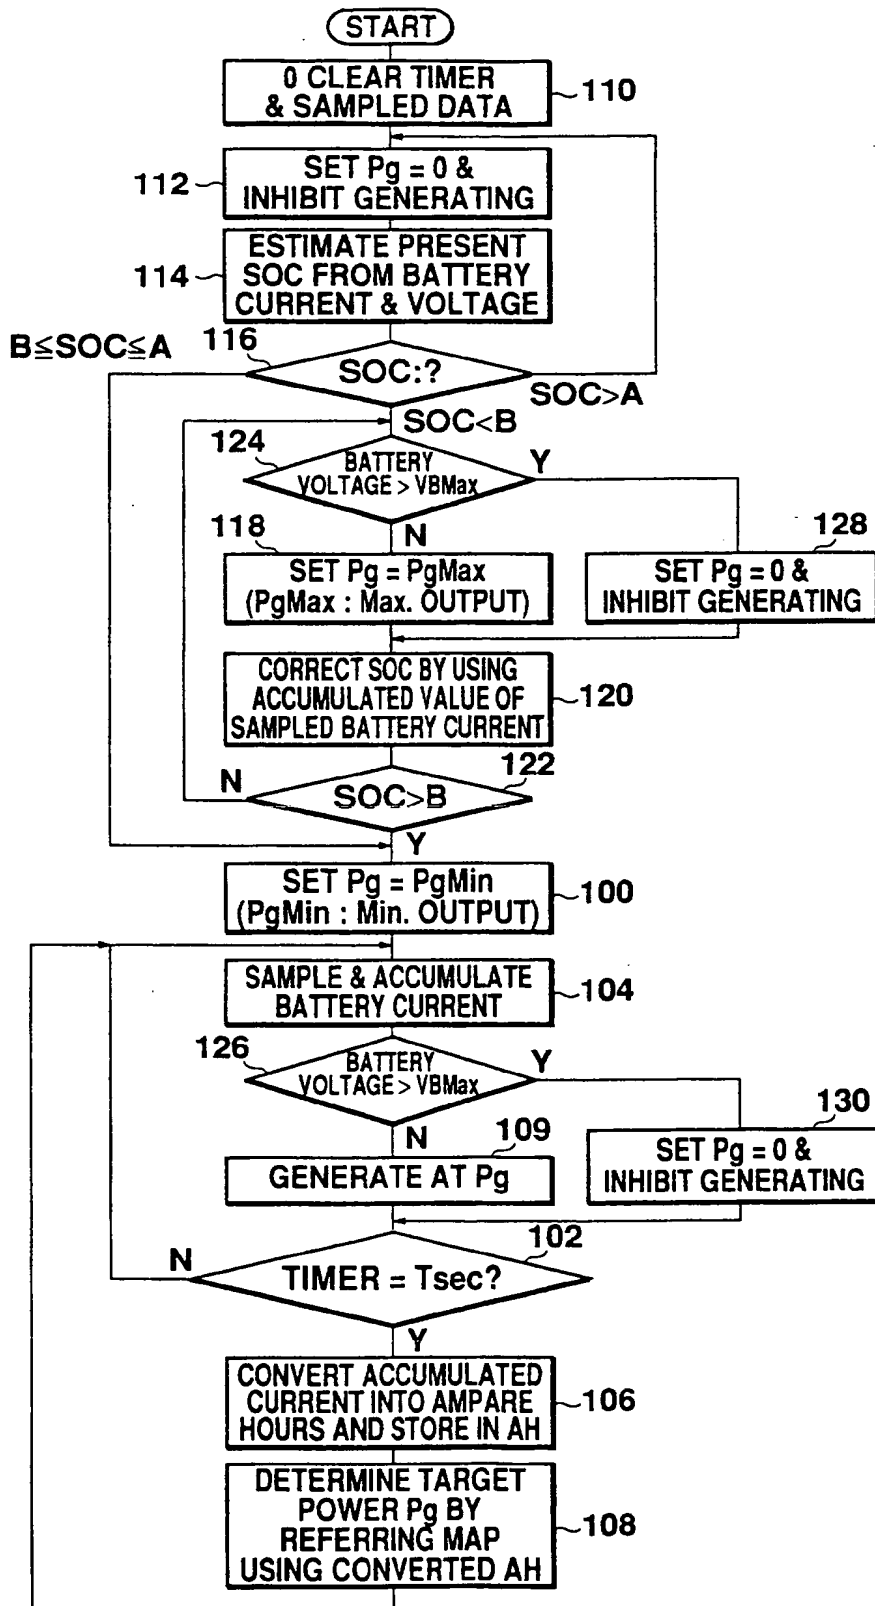 START
0 CLEAR TIMER
& SAMPLED DATA
110
SET Pg = 0 &
INHIBIT GENERATING
112
ESTIMATE PRESENT
SOC FROM BATTERY
CURRENT & VOLTAGE
114
B≦SOC≦A
116
SOC:?
SOC>A
SOC<B
124
BATTERY
VOLTAGE > VBMax
Y
N
118
SET Pg = PgMax
(PgMax : Max. OUTPUT)
128
SET Pg = 0 &
INHIBIT GENERATING
CORRECT SOC BY USING
ACCUMULATED VALUE OF
SAMPLED BATTERY CURRENT
120
122
N
SOC>B
Y
SET Pg = PgMin
(PgMin : Min. OUTPUT)
100
SAMPLE & ACCUMULATE
BATTERY CURRENT
104
126
BATTERY
VOLTAGE > VBMax
Y
N
109
GENERATE AT Pg
130
SET Pg = 0 &
INHIBIT GENERATING
102
N
TIMER = Tsec?
Y
CONVERT ACCUMULATED
CURRENT INTO AMPARE
HOURS AND STORE IN AH
106
DETERMINE TARGET
POWER Pg BY
REFERRING MAP
USING CONVERTED AH
108